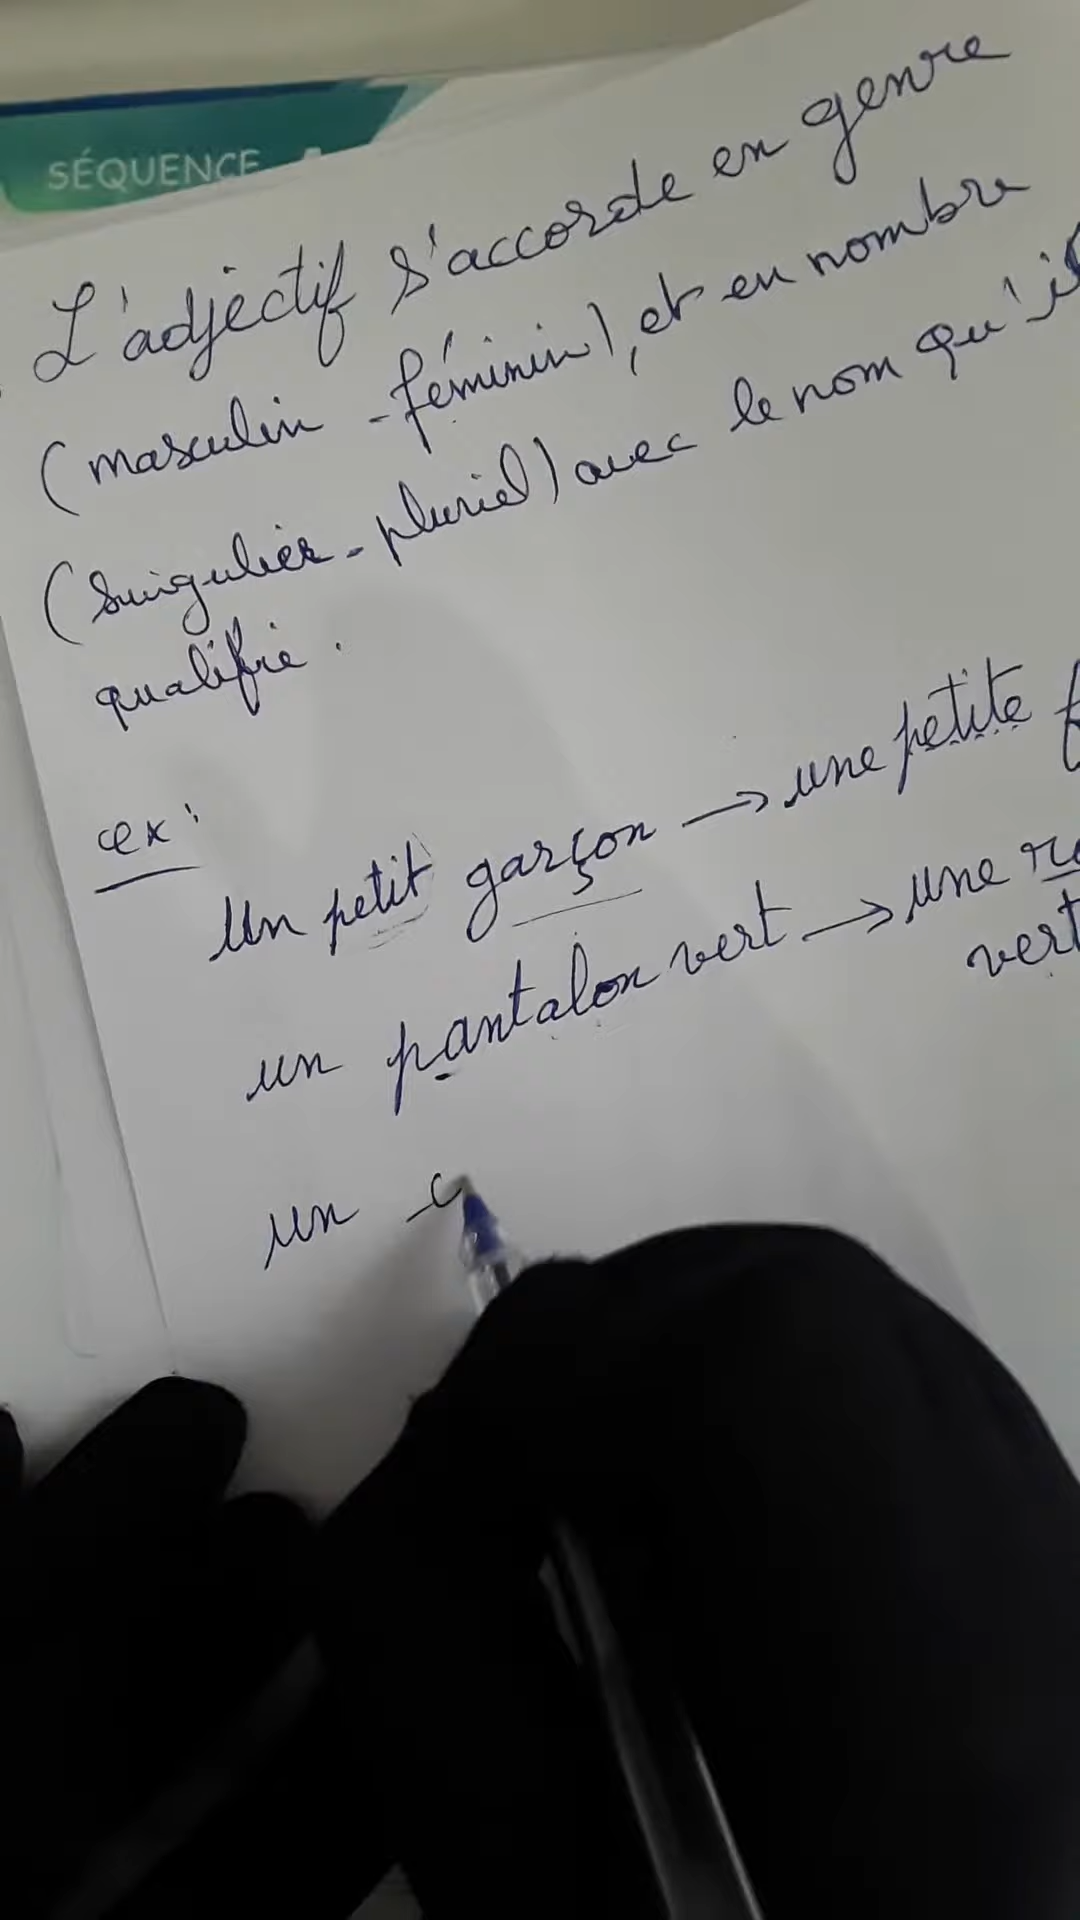 SÉQUENCE
L'adjectif s'accorde en genre
(masculin - féminin), et en nombre
(singulier - pluriel) avec le nom qu'il
qualifie.
ex:
Un petit garçon → une petite
un pantalon vert → une
vert
un